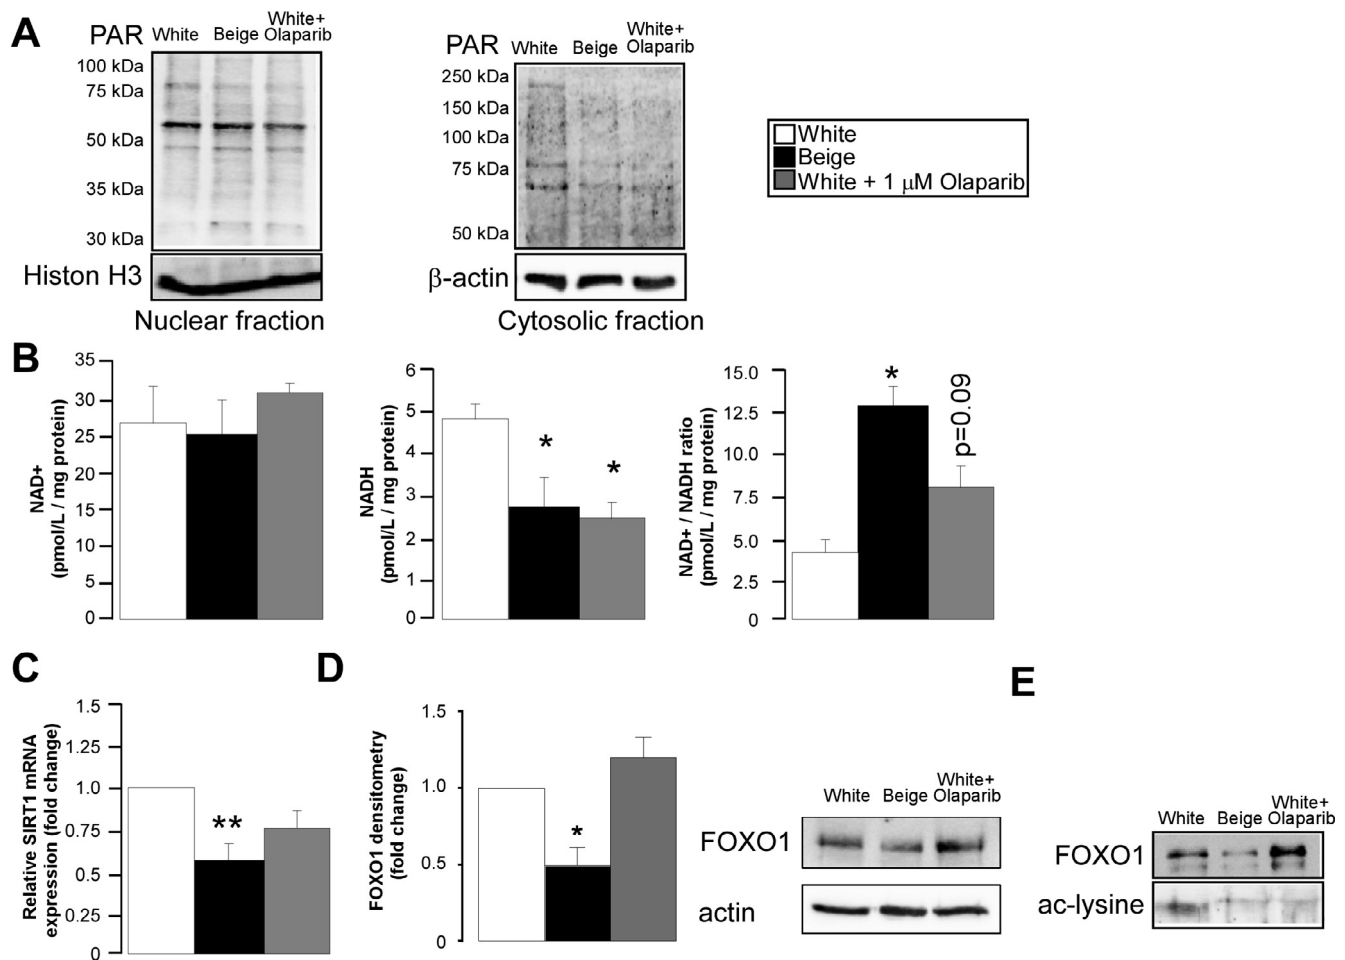 A
PAR White Beige White+
Olaparib
100 kDa
75 kDa
50 kDa
35 kDa
30 kDa
Histon H3
Nuclear fraction
PAR White Beige White+
Olaparib
250 kDa
150 kDa
100 kDa
75 kDa
50 kDa
β-actin
Cytosolic fraction
White
Beige
White + 1 μM Olaparib
B
NAD+
(pmol/L / mg protein)
35
30
25
20
15
10
5
0
NADH
(pmol/L / mg protein)
6
5
4
3
2
1
0
*
*
NAD+ / NADH ratio
(pmol/L / mg protein)
15.0
12.5
10.0
7.5
5.0
2.5
0
*
p=0.09
C
Relative SIRT1 mRNA
expression (fold change)
1.5
1.25
1.0
0.75
0.5
0.25
0
**
D
FOXO1 densitometry
(fold change)
1.5
1.0
0.5
0
*
White Beige White+
Olaparib
FOXO1
actin
E
White Beige White+
Olaparib
FOXO1
ac-lysine